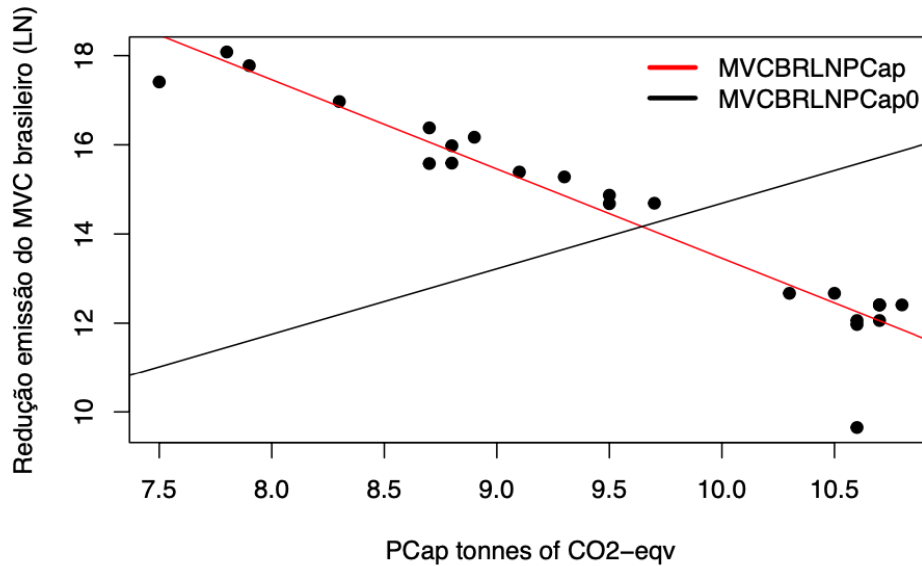 Redução emissão do MVC brasileiro (LN)
18
16
14
12
10
MVCBRLNPCap
MVCBRLNPCap0
7.5 8.0 8.5 9.0 9.5 10.0 10.5
PCap tonnes of CO2−eqv